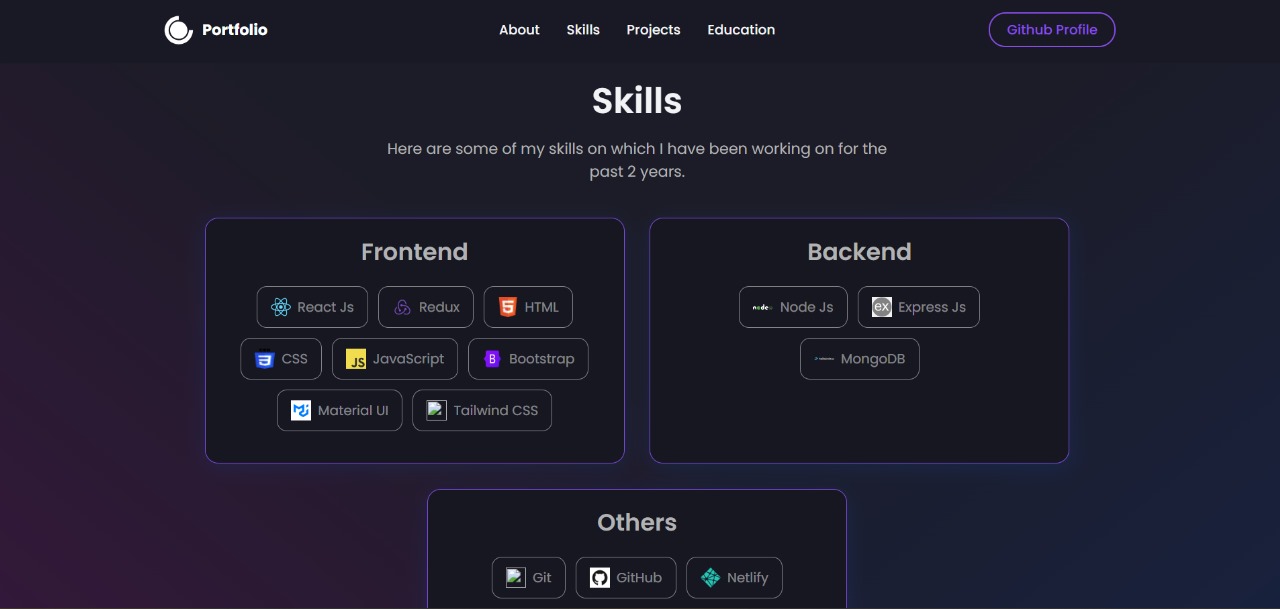 Portfolio
About Skills Projects Education
Github Profile
Skills
Here are some of my skills on which I have been working on for the
past 2 years.
Frontend
React Js Redux HTML
CSS JS JavaScript B Bootstrap
Material UI Tailwind CSS
Backend
node Node Js ex Express Js
MongoDB
Others
Git GitHub Netlify